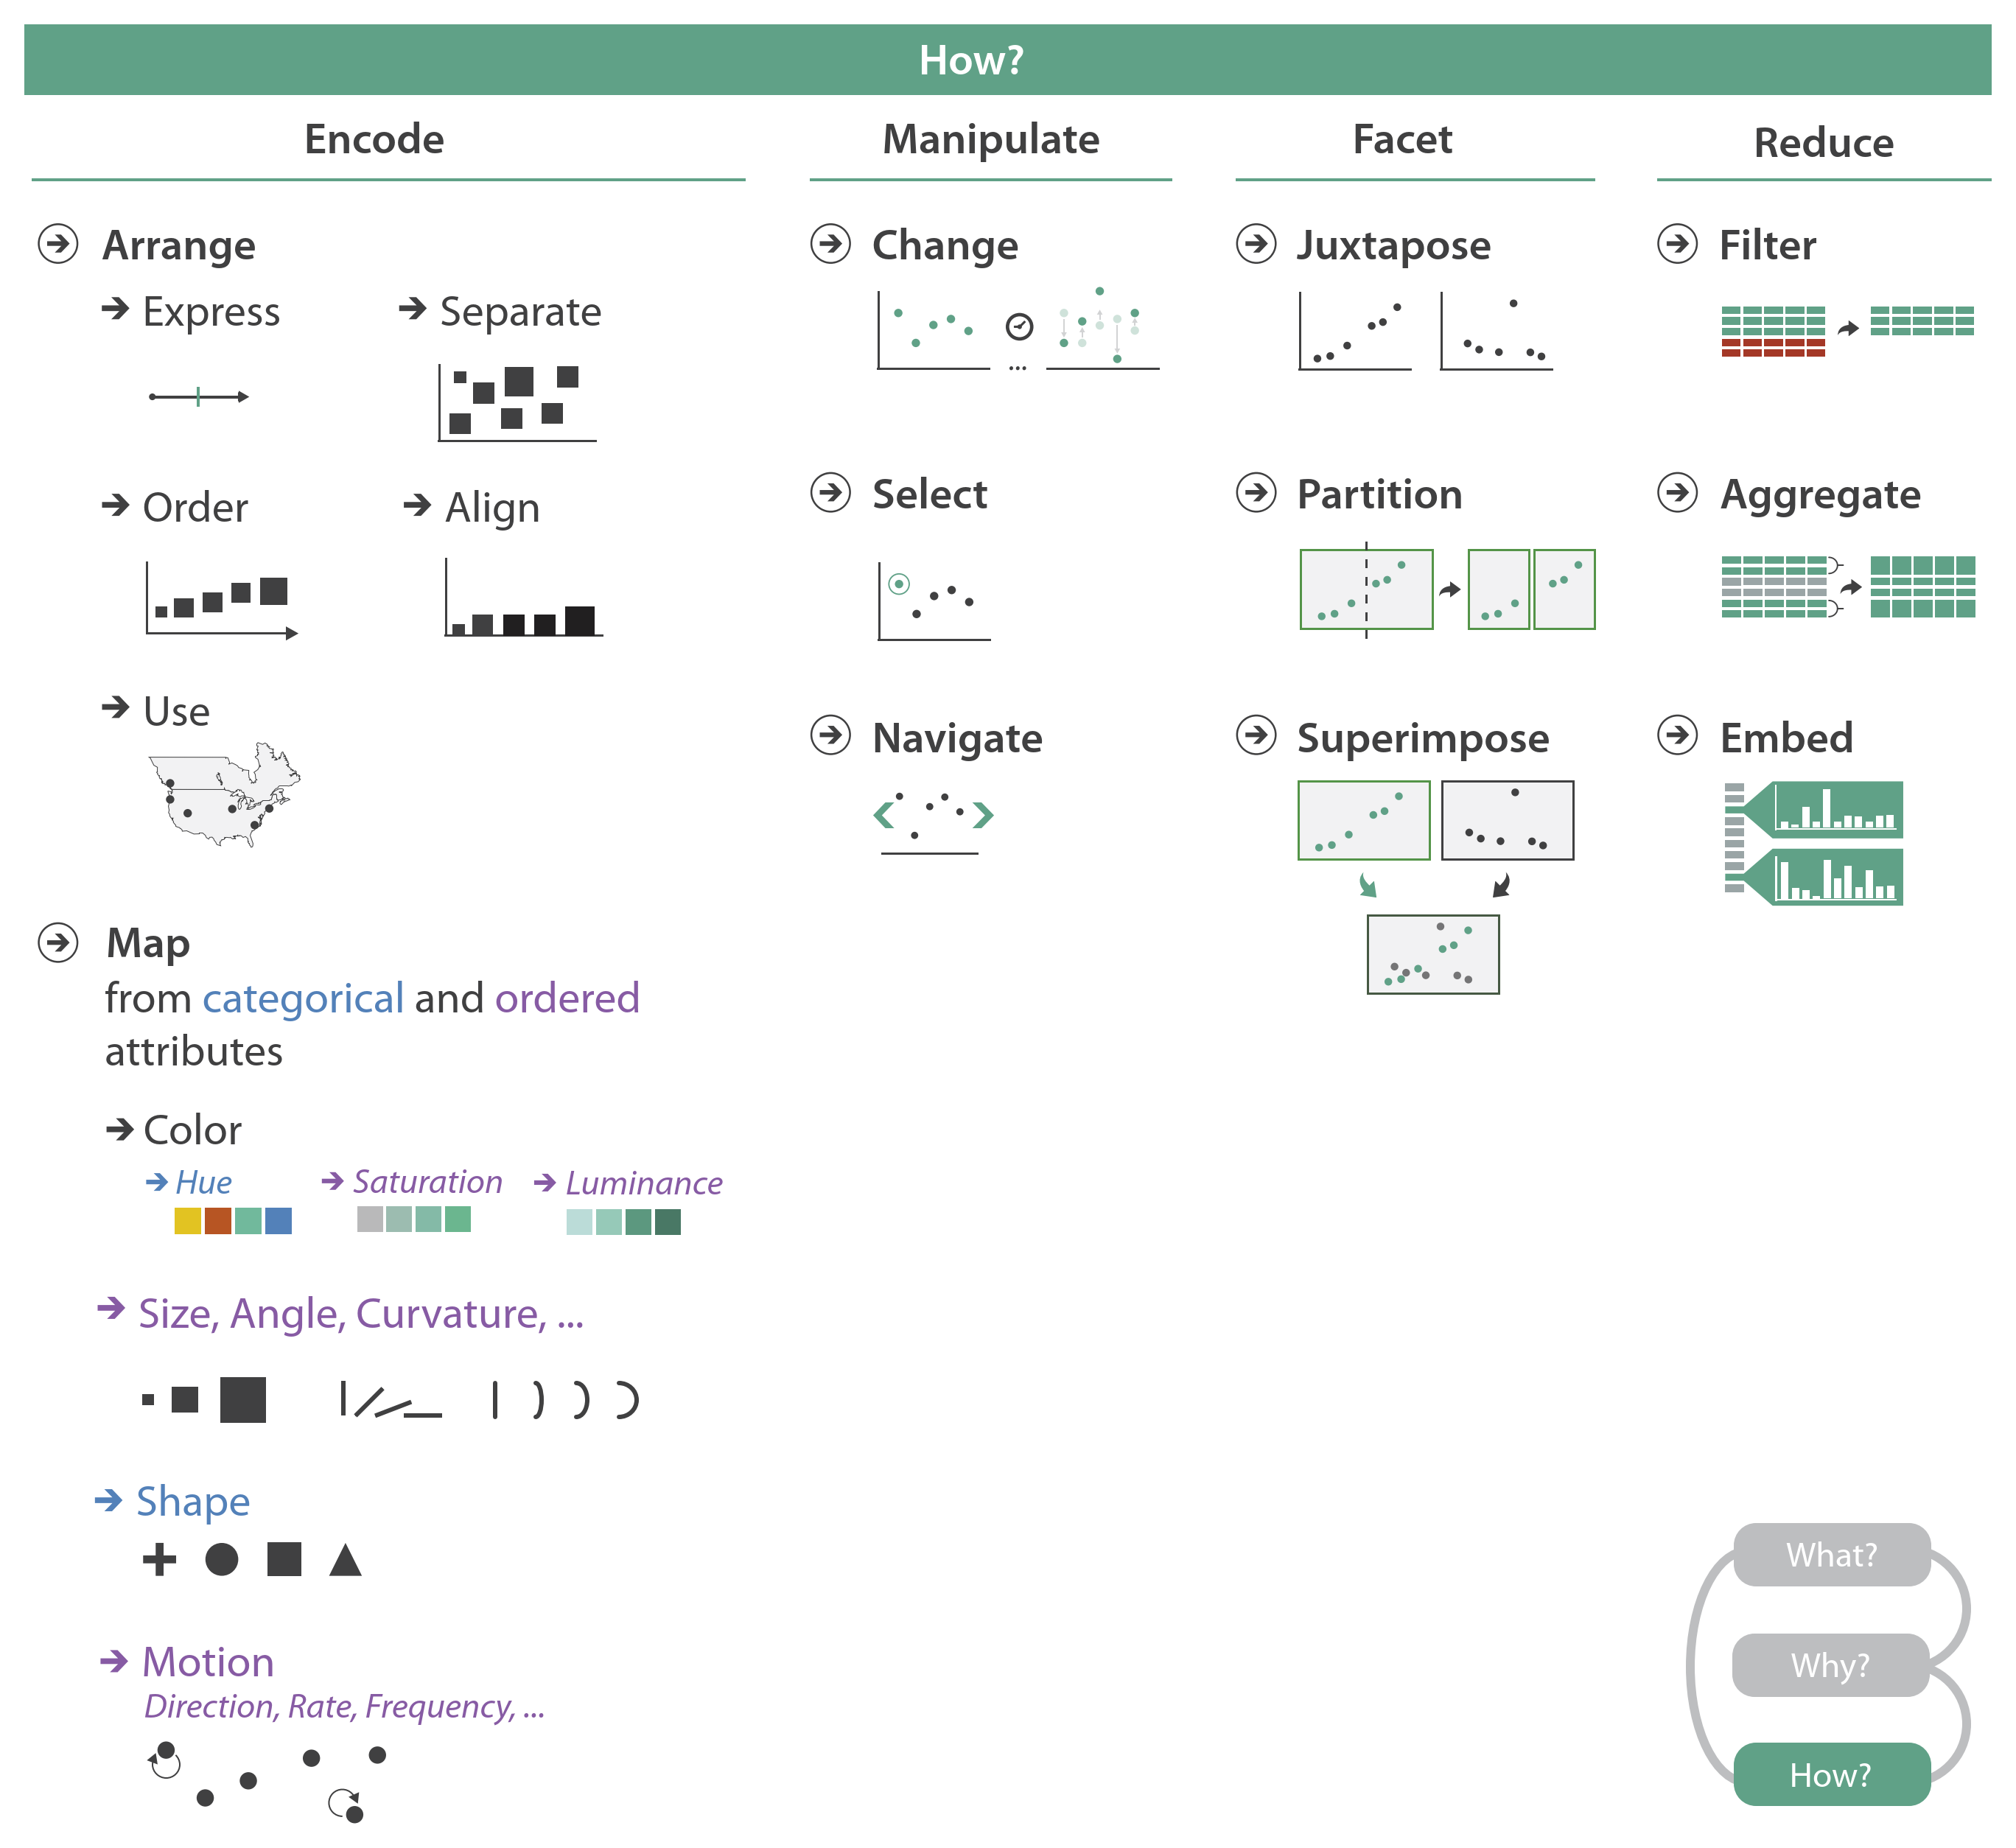 How?
Encode
Arrange
Express
Separate
Order
Align
Use
Map
from categorical and ordered
attributes
Color
Hue
Saturation
Luminance
Size, Angle, Curvature, ...
Shape
Motion
Direction, Rate, Frequency, ...
Manipulate
Change
...
Select
Navigate
Facet
Juxtapose
Partition
Superimpose
Reduce
Filter
Aggregate
Embed
What?
Why?
How?